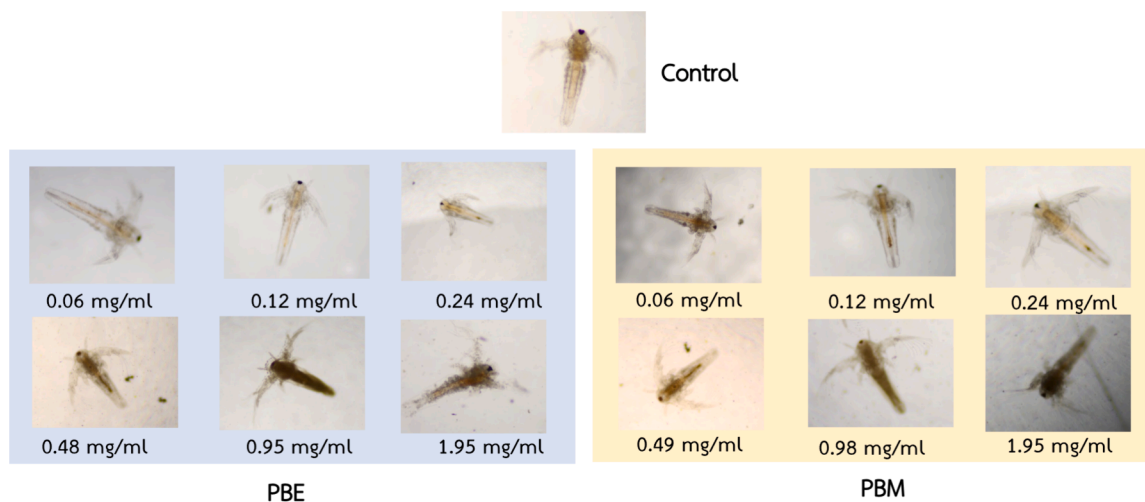 Control
0.06 mg/ml
0.12 mg/ml
0.24 mg/ml
0.48 mg/ml
0.95 mg/ml
1.95 mg/ml
PBE
0.06 mg/ml
0.12 mg/ml
0.24 mg/ml
0.49 mg/ml
0.98 mg/ml
1.95 mg/ml
PBM